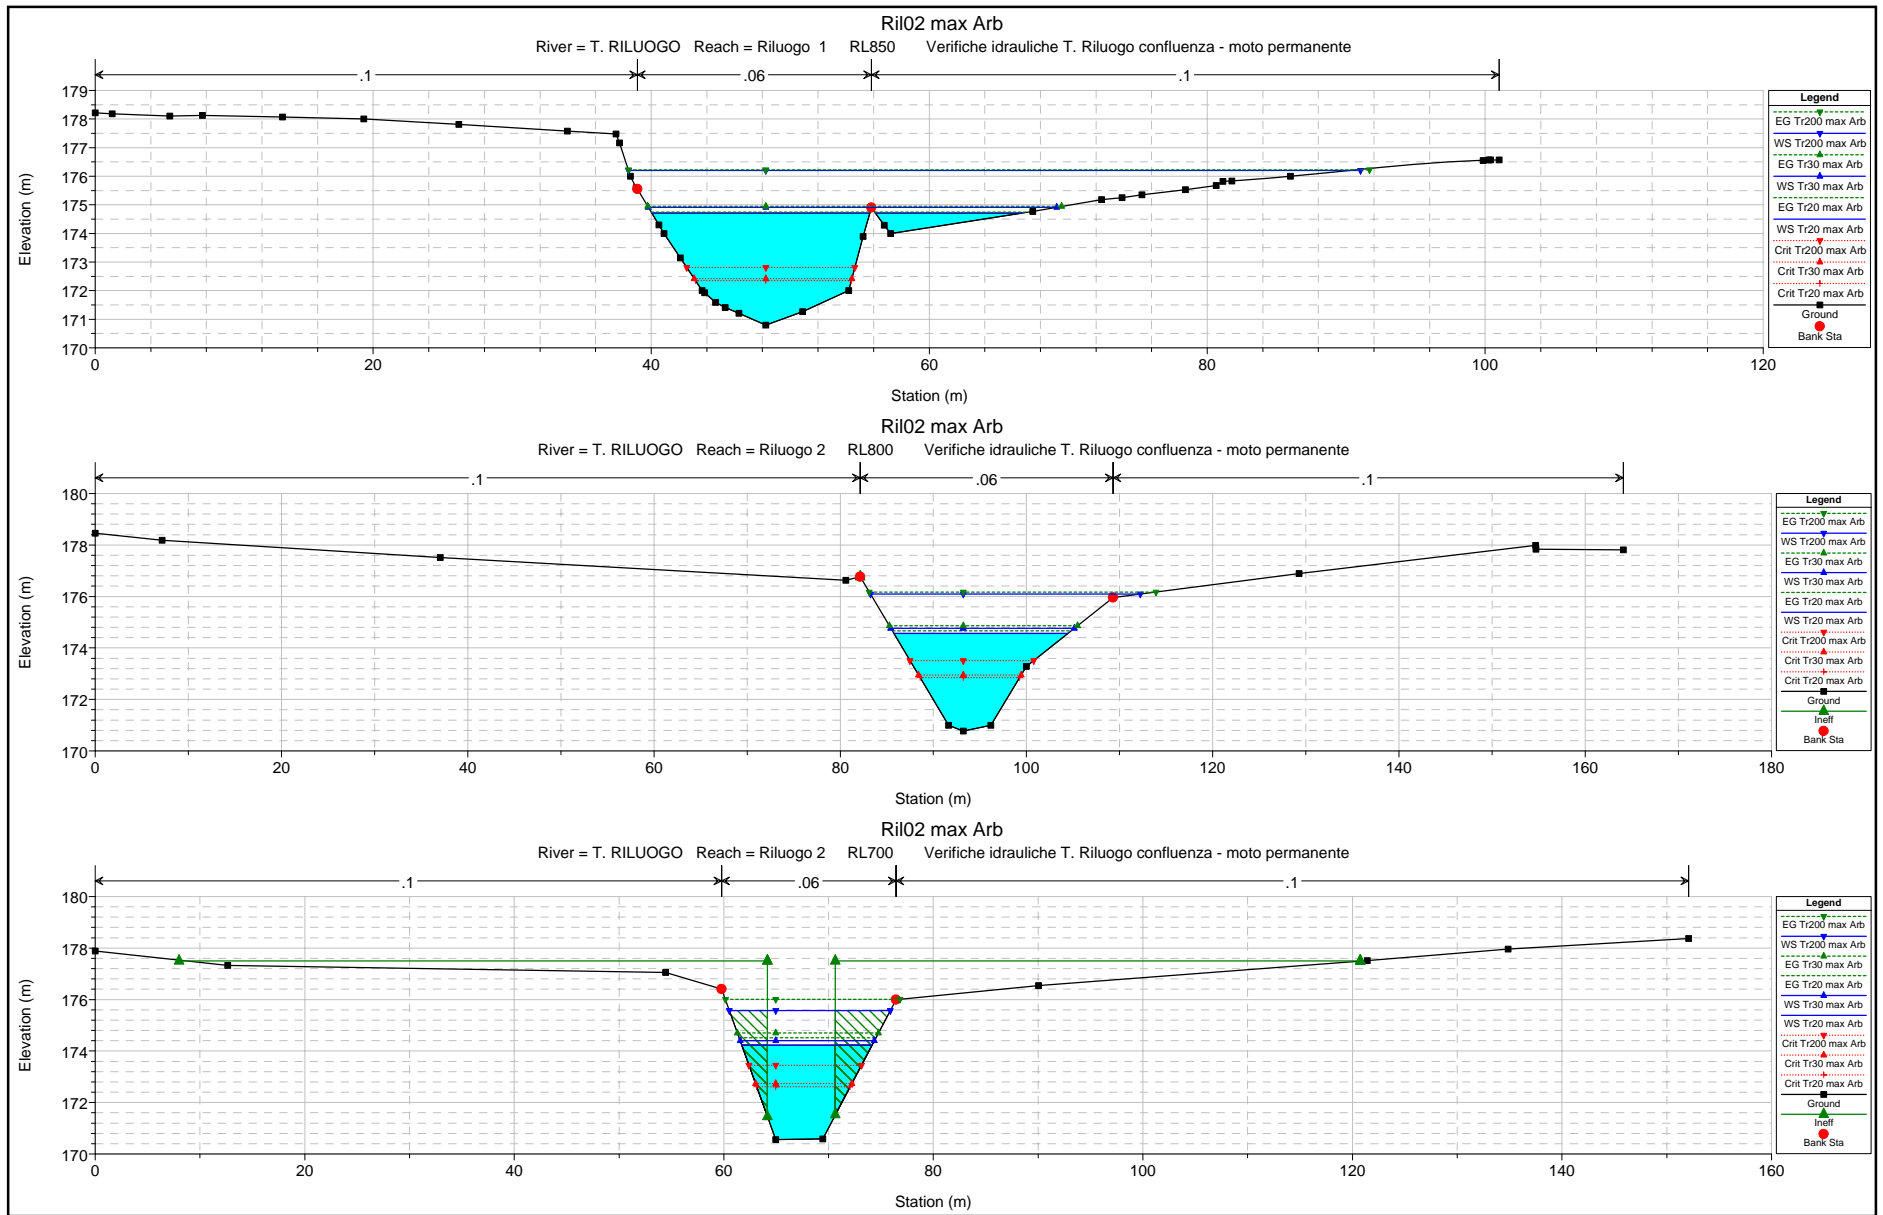 Ril02 max Arb
River = T. RILUOGO Reach = Riluogo 1 RL850 Verifiche idrauliche T. Riluogo confluenza - moto permanente
.1 .06 .1
179
178
177
176
175
174
173
172
171
170
Elevation (m)
0 20 40 60 80 100 120
Station (m)
Legend
EG Tr200 max Arb
WS Tr200 max Arb
EG Tr30 max Arb
WS Tr30 max Arb
EG Tr20 max Arb
WS Tr20 max Arb
Crit Tr200 max Arb
Crit Tr30 max Arb
Crit Tr20 max Arb
Ground
Bank Sta
Ril02 max Arb
River = T. RILUOGO Reach = Riluogo 2 RL800 Verifiche idrauliche T. Riluogo confluenza - moto permanente
.1 .06 .1
180
178
176
174
172
170
Elevation (m)
0 20 40 60 80 100 120 140 160 180
Station (m)
Legend
EG Tr200 max Arb
WS Tr200 max Arb
EG Tr30 max Arb
WS Tr30 max Arb
EG Tr20 max Arb
WS Tr20 max Arb
Crit Tr200 max Arb
Crit Tr30 max Arb
Crit Tr20 max Arb
Ground
Ineff
Bank Sta
Ril02 max Arb
River = T. RILUOGO Reach = Riluogo 2 RL700 Verifiche idrauliche T. Riluogo confluenza - moto permanente
.1 .06 .1
180
178
176
174
172
170
Elevation (m)
0 20 40 60 80 100 120 140 160
Station (m)
Legend
EG Tr200 max Arb
WS Tr200 max Arb
EG Tr30 max Arb
EG Tr20 max Arb
WS Tr30 max Arb
WS Tr20 max Arb
Crit Tr200 max Arb
Crit Tr30 max Arb
Crit Tr20 max Arb
Ground
Ineff
Bank Sta